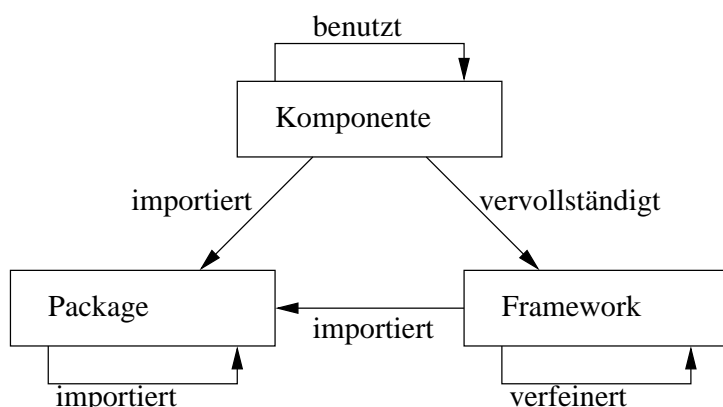 benutzt
Komponente
importiert
vervollständigt
Package
Framework
importiert
importiert
verfeinert